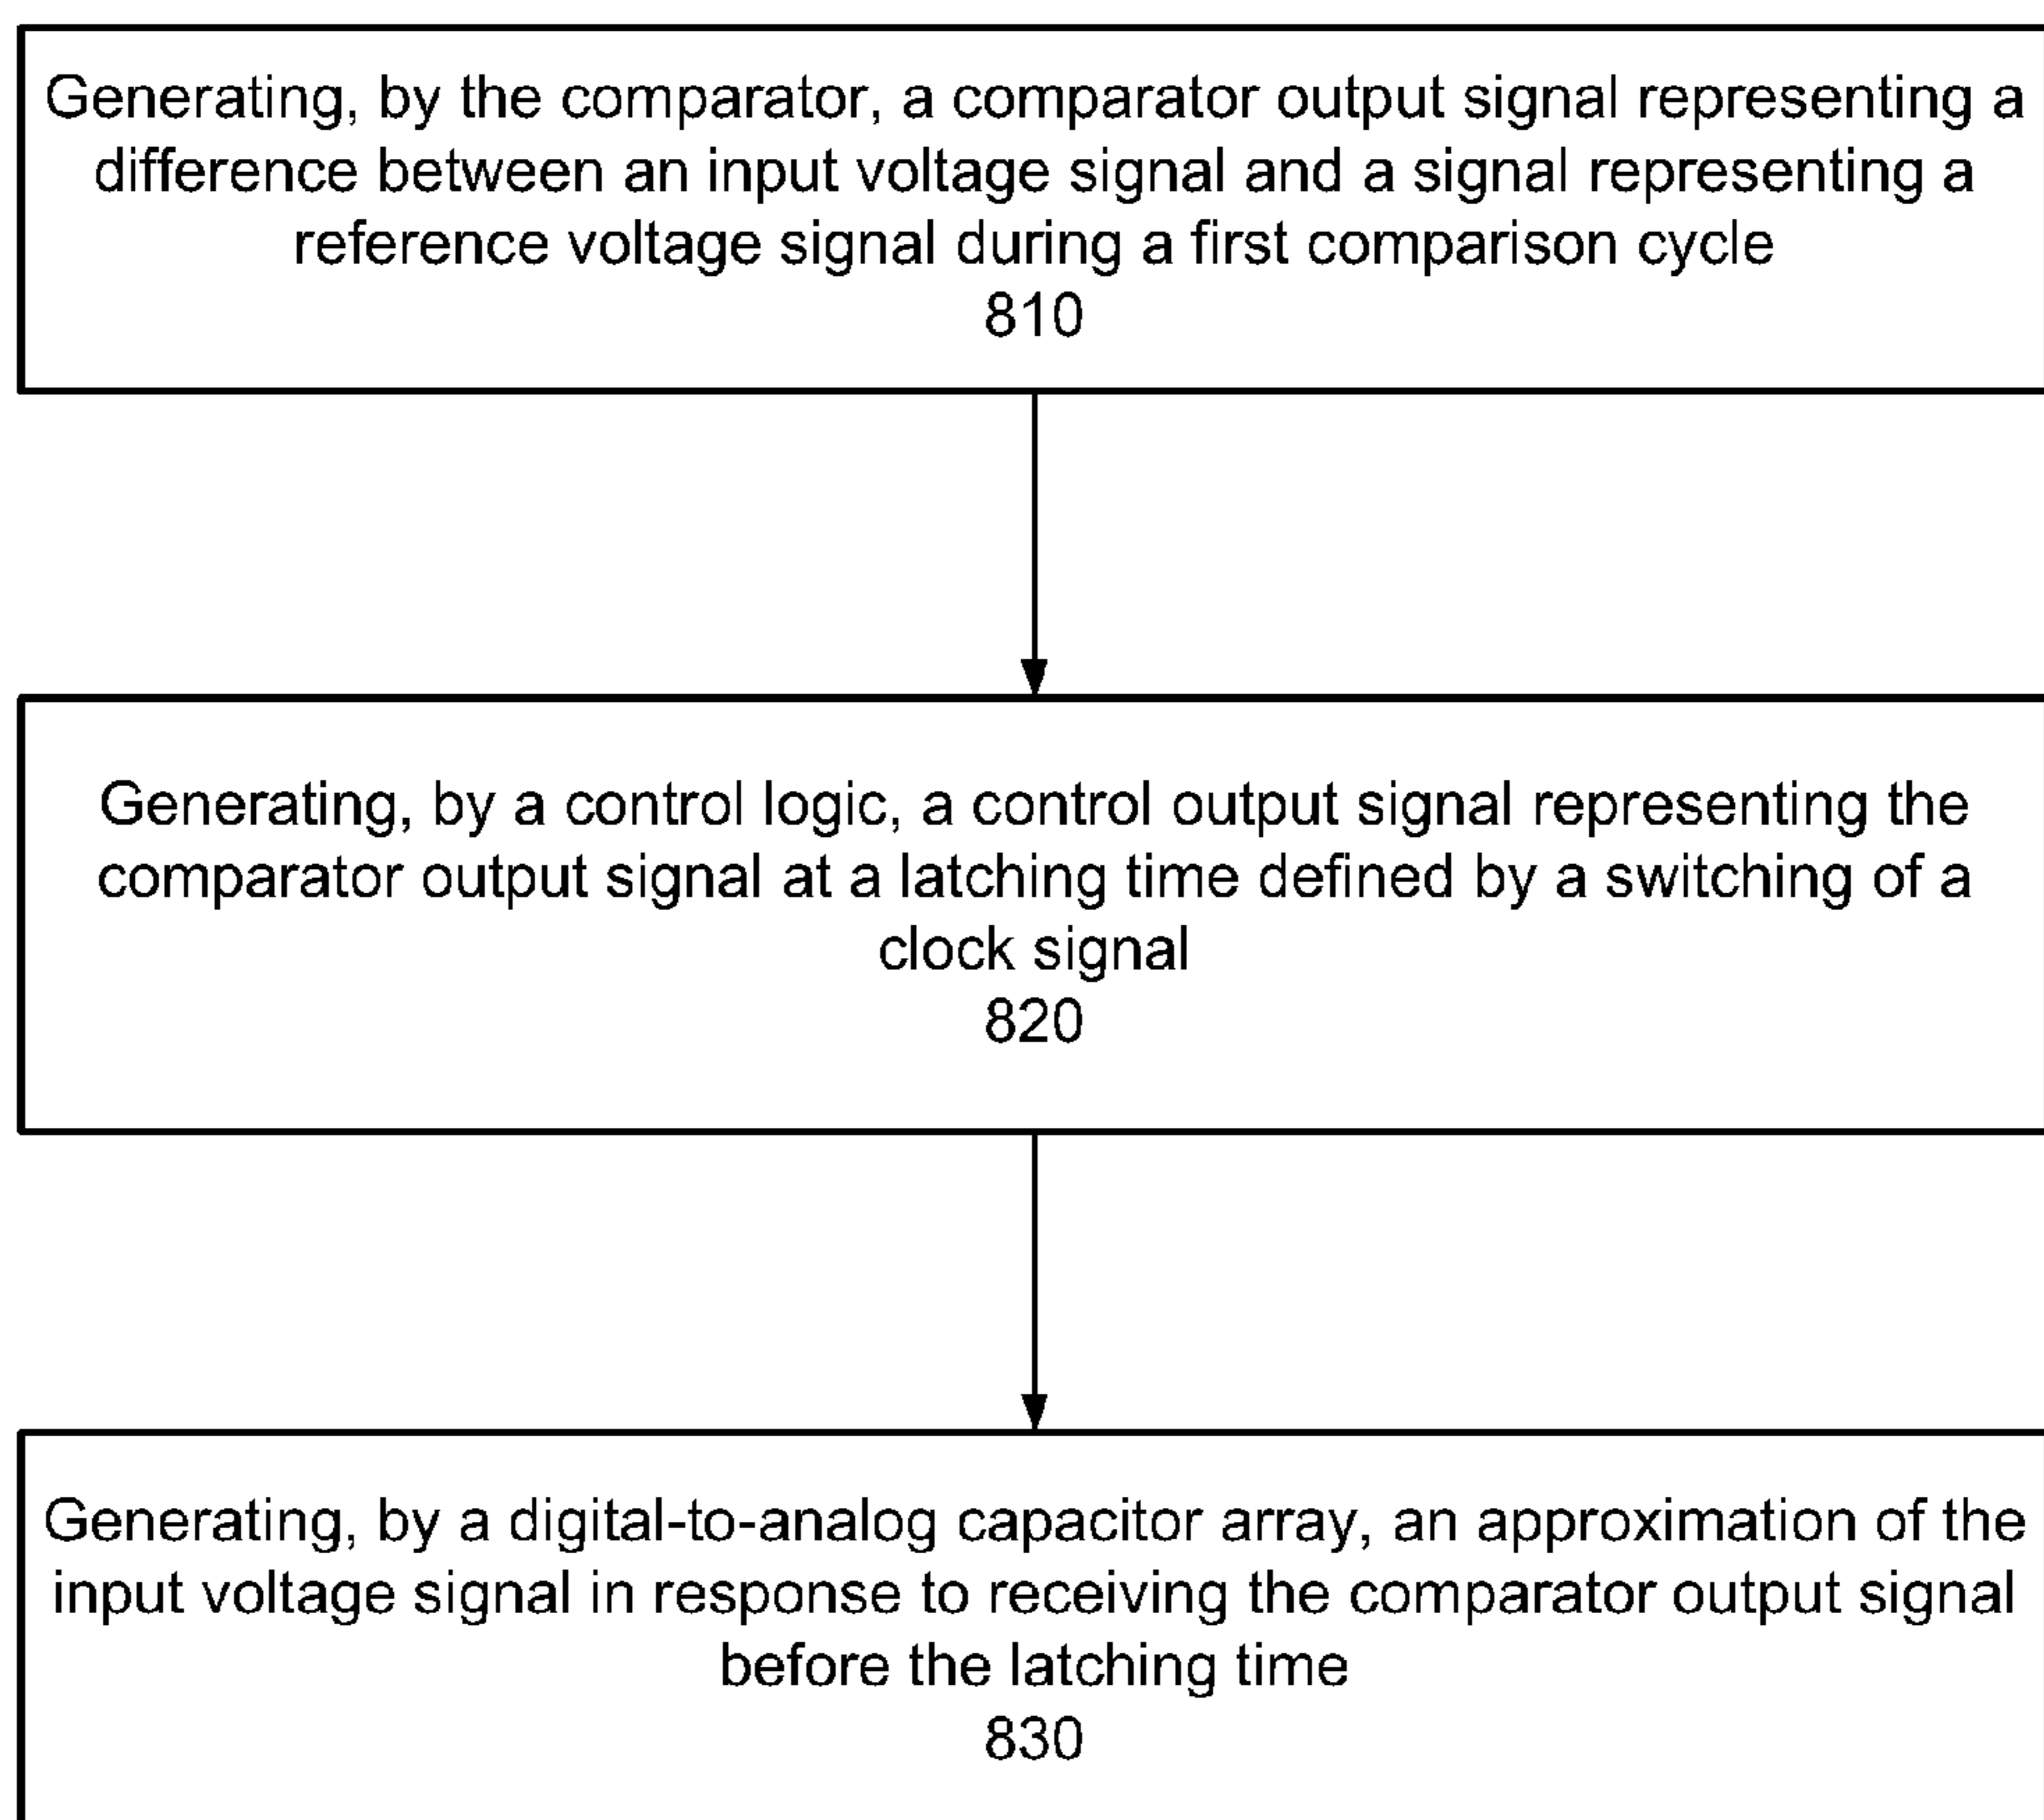 Generating, by the comparator, a comparator output signal representing a
difference between an input voltage signal and a signal representing a
reference voltage signal during a first comparison cycle
810
Generating, by a control logic, a control output signal representing the
comparator output signal at a latching time defined by a switching of a
clock signal
820
Generating, by a digital-to-analog capacitor array, an approximation of the
input voltage signal in response to receiving the comparator output signal
before the latching time
830